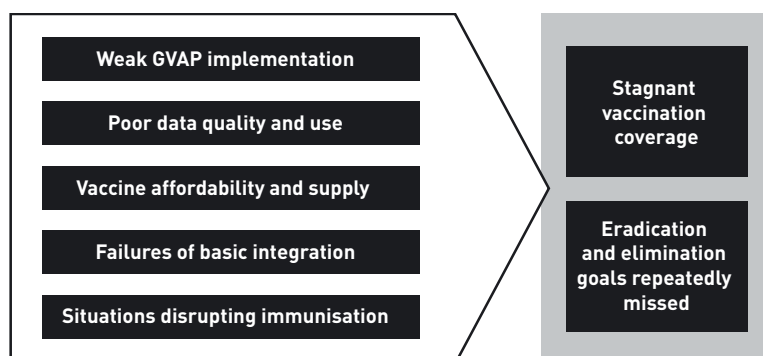 Weak GVAP implementation
Poor data quality and use
Vaccine affordability and supply
Failures of basic integration
Situations disrupting immunisation
Stagnant
vaccination
coverage
Eradication
and elimination
goals repeatedly
missed